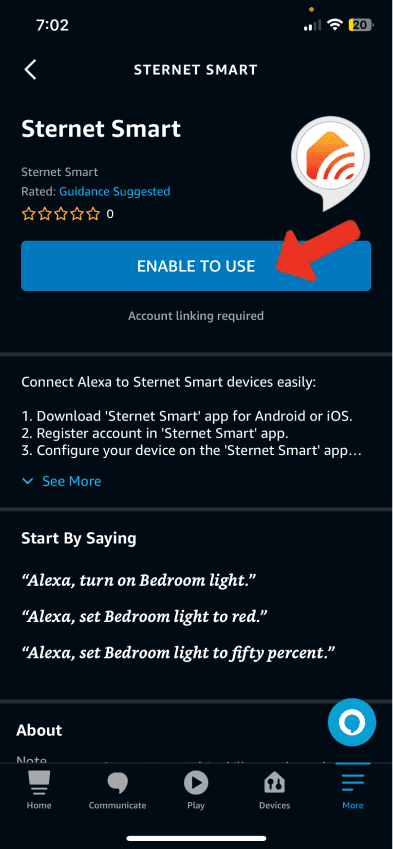 7:02
20
STERNET SMART
Sternet Smart
Sternet Smart
Rated: Guidance Suggested
0
ENABLE TO USE
Account linking required
Connect Alexa to Sternet Smart devices easily:
1. Download 'Sternet Smart' app for Android or iOS.
2. Register account in 'Sternet Smart' app.
3. Configure your device on the 'Sternet Smart' app...
See More
Start By Saying
“Alexa, turn on Bedroom light.”
“Alexa, set Bedroom light to red.”
“Alexa, set Bedroom light to fifty percent.”
About
Note
Home
Communicate
Play
Devices
More